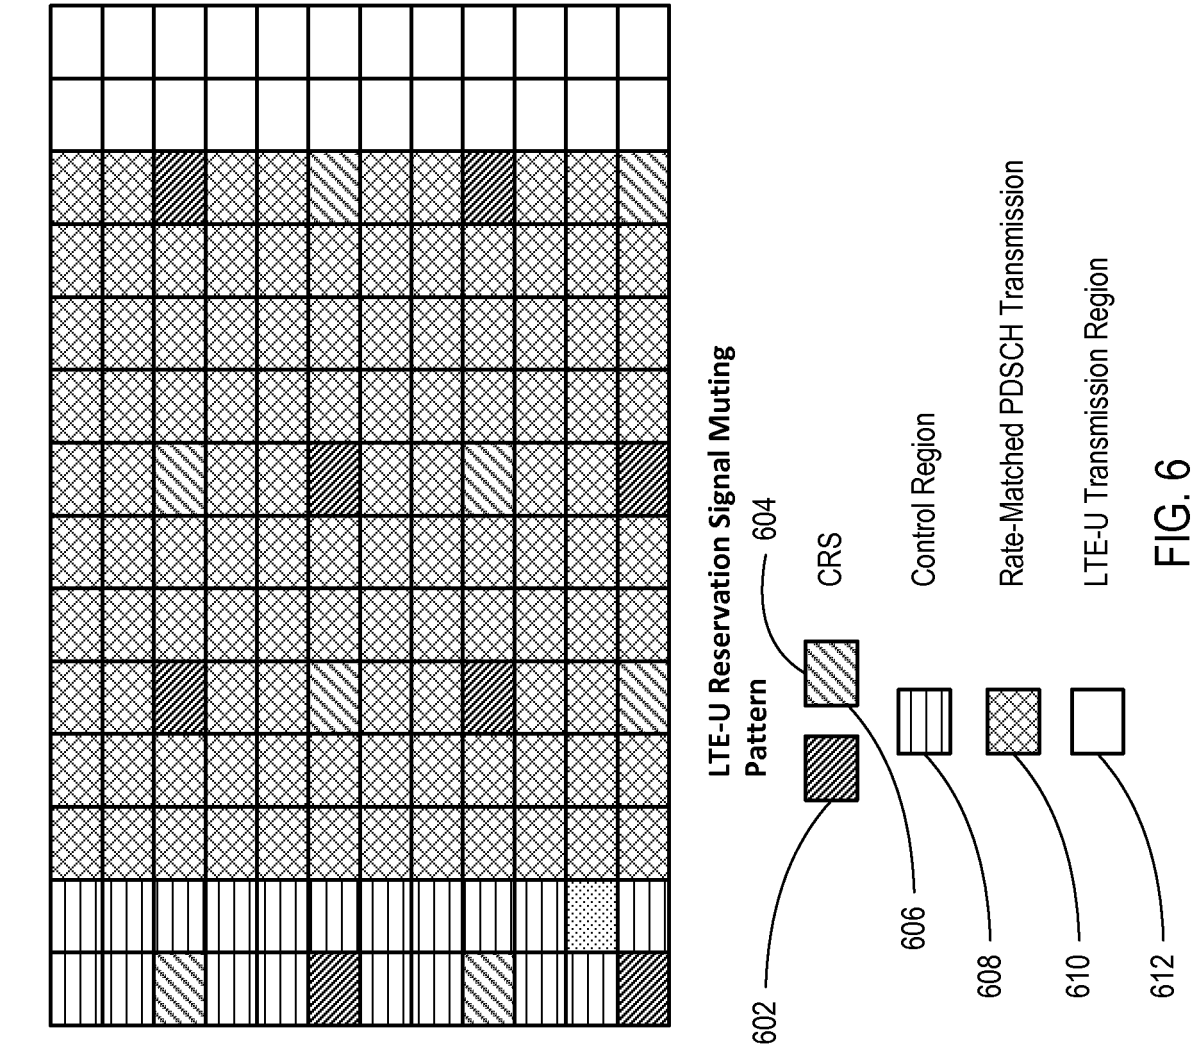 LTE-U Reservation Signal Muting
Pattern
602
604
CRS
606
608
Control Region
610
Rate-Matched PDSCH Transmission
612
LTE-U Transmission Region
FIG. 6